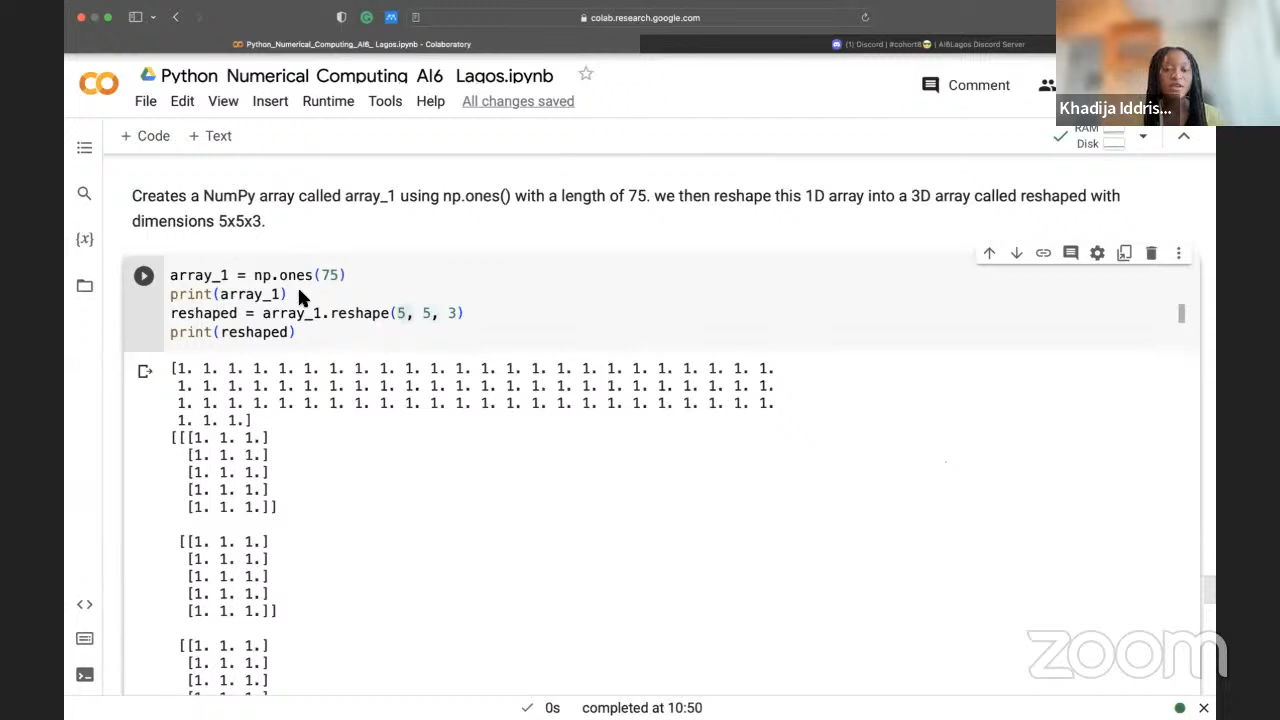 colab.research.google.com
Python_Numerical_Computing_AI6_ Lagos.ipynb - Colaboratory
(1) Discord | #cohort8😎 | AI6Lagos Discord Server
Python_Numerical_Computing_AI6_ Lagos.ipynb
File Edit View Insert Runtime Tools Help All changes saved
Comment
Khadija Iddris...
+ Code + Text
RAM
Disk
Creates a NumPy array called array_1 using np.ones() with a length of 75. we then reshape this 1D array into a 3D array called reshaped with
dimensions 5x5x3.
array_1 = np.ones(75)
print(array_1)
reshaped = array_1.reshape(5, 5, 3)
print(reshaped)
[1. 1. 1. 1. 1. 1. 1. 1. 1. 1. 1. 1. 1. 1. 1. 1. 1. 1. 1. 1. 1. 1. 1. 1.
1. 1. 1. 1. 1. 1. 1. 1. 1. 1. 1. 1. 1. 1. 1. 1. 1. 1. 1. 1. 1. 1. 1. 1.
1. 1. 1. 1. 1. 1. 1. 1. 1. 1. 1. 1. 1. 1. 1. 1. 1. 1. 1. 1. 1. 1. 1. 1.
1. 1. 1.]
[[[1. 1. 1.]
[1. 1. 1.]
[1. 1. 1.]
[1. 1. 1.]
[1. 1. 1.]]
[[1. 1. 1.]
[1. 1. 1.]
[1. 1. 1.]
[1. 1. 1.]
[1. 1. 1.]]
[[1. 1. 1.]
[1. 1. 1.]
[1. 1. 1.]
zoom
0s completed at 10:50